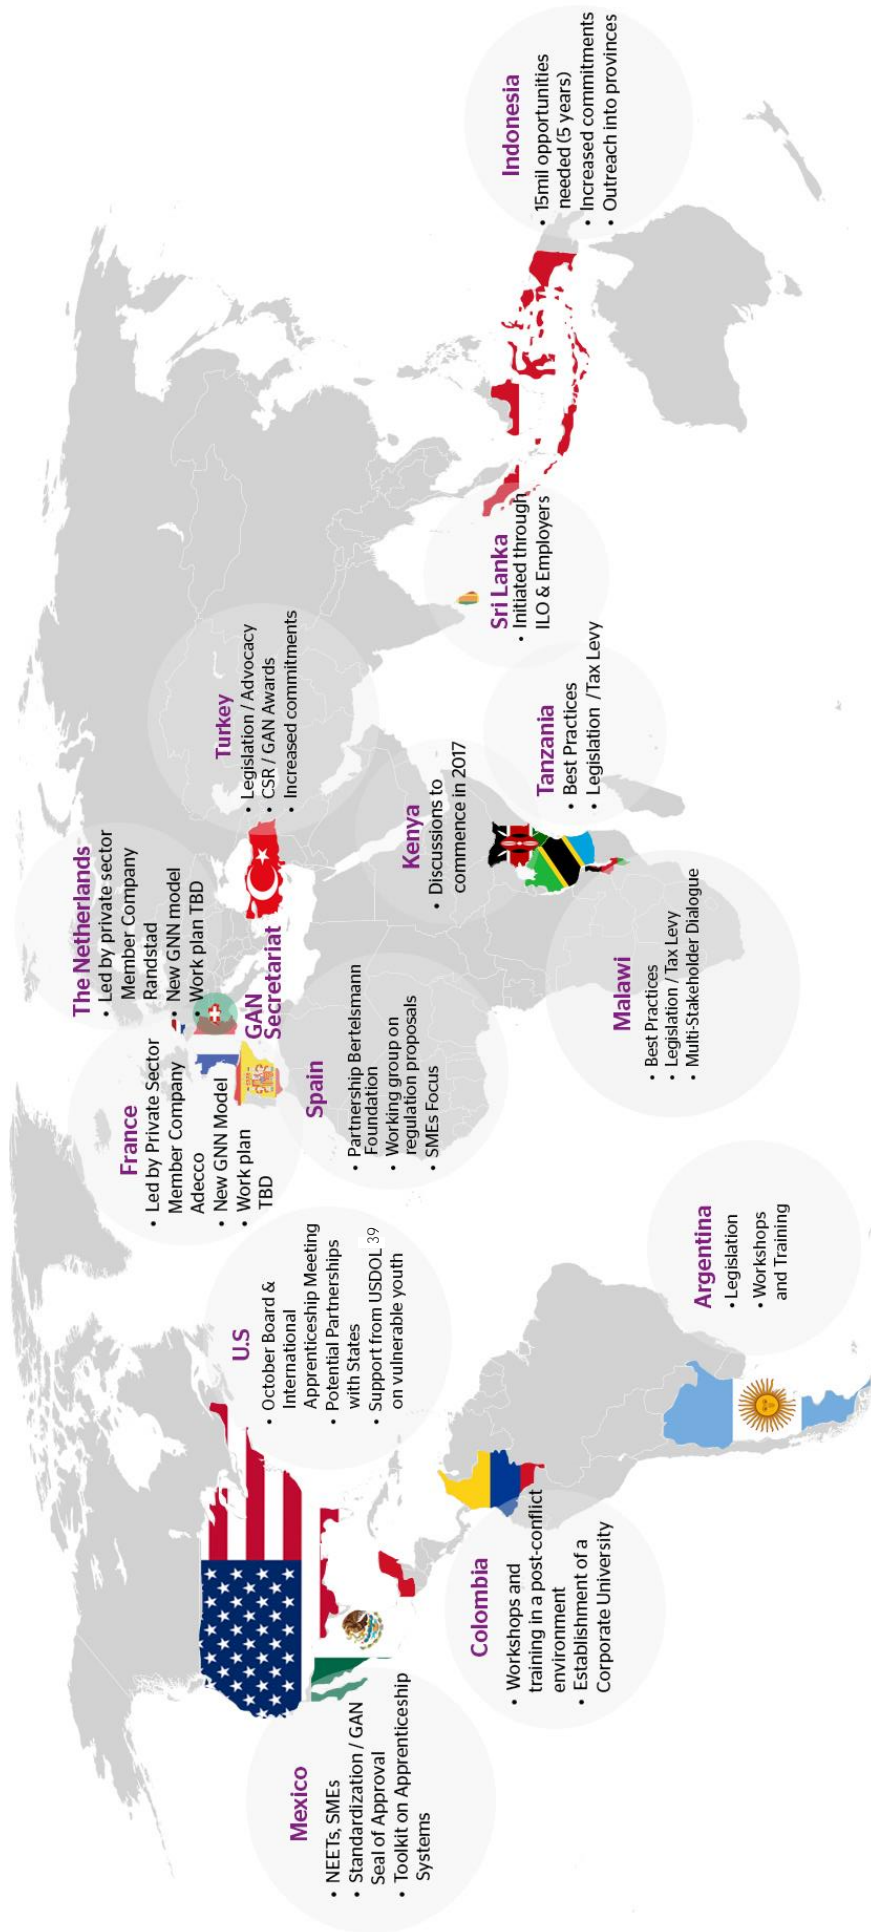 Mexico
• NEETs, SMEs
• Standardization / GAN
Seal of Approval
• Toolkit on Apprenticeship
Systems
U.S
• October Board &
International
Apprenticeship Meeting
• Potential Partnerships
with States
• Support from USDOL 39
on vulnerable youth
Colombia
• Workshops and
training in a post-conflict
environment
• Establishment of a
Corporate University
Argentina
• Legislation
• Workshops
and Training
France
• Led by Private Sector
Member Company
Adecco
• New GNN Model
• Work plan
TBD
The Netherlands
• Led by private sector
Member Company
Randstad
• New GNN model
• Work plan TBD
GAN
Secretariat
Spain
• Partnership Bertelsmann
Foundation
• Working group on
regulation proposals
• SMEs Focus
Turkey
• Legislation / Advocacy
• CSR / GAN Awards
• Increased commitments
Kenya
• Discussions to
commence in 2017
Malawi
• Best Practices
• Legislation / Tax Levy
• Multi-Stakeholder Dialogue
Tanzania
• Best Practices
• Legislation /Tax Levy
Sri Lanka
• Initiated through
ILO & Employers
Indonesia
• 15mil opportunities
needed (5 years)
• Increased commitments
• Outreach into provinces